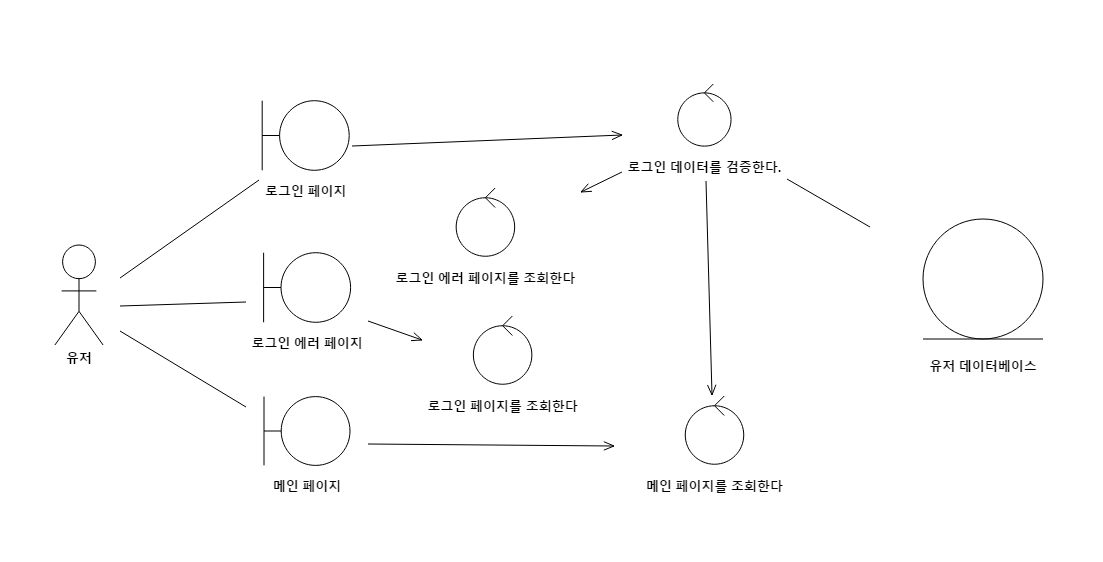 로그인 데이터를 검증한다.
로그인 페이지
로그인 에러 페이지를 조회한다
로그인 에러 페이지
유저
유저 데이터베이스
로그인 페이지를 조회한다
메인 페이지
메인 페이지를 조회한다